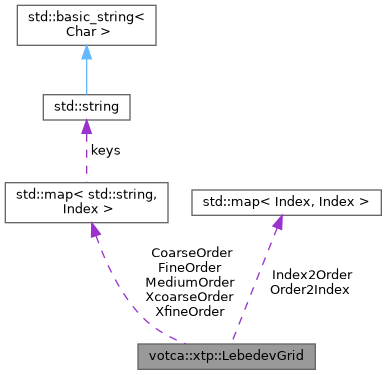 std::basic_string<
Char >
std::string
keys
std::map< std::string,
Index >
std::map< Index, Index >
CoarseOrder
FineOrder
MediumOrder
XcoarseOrder
XfineOrder
Index2Order
Order2Index
votca::xtp::LebedevGrid